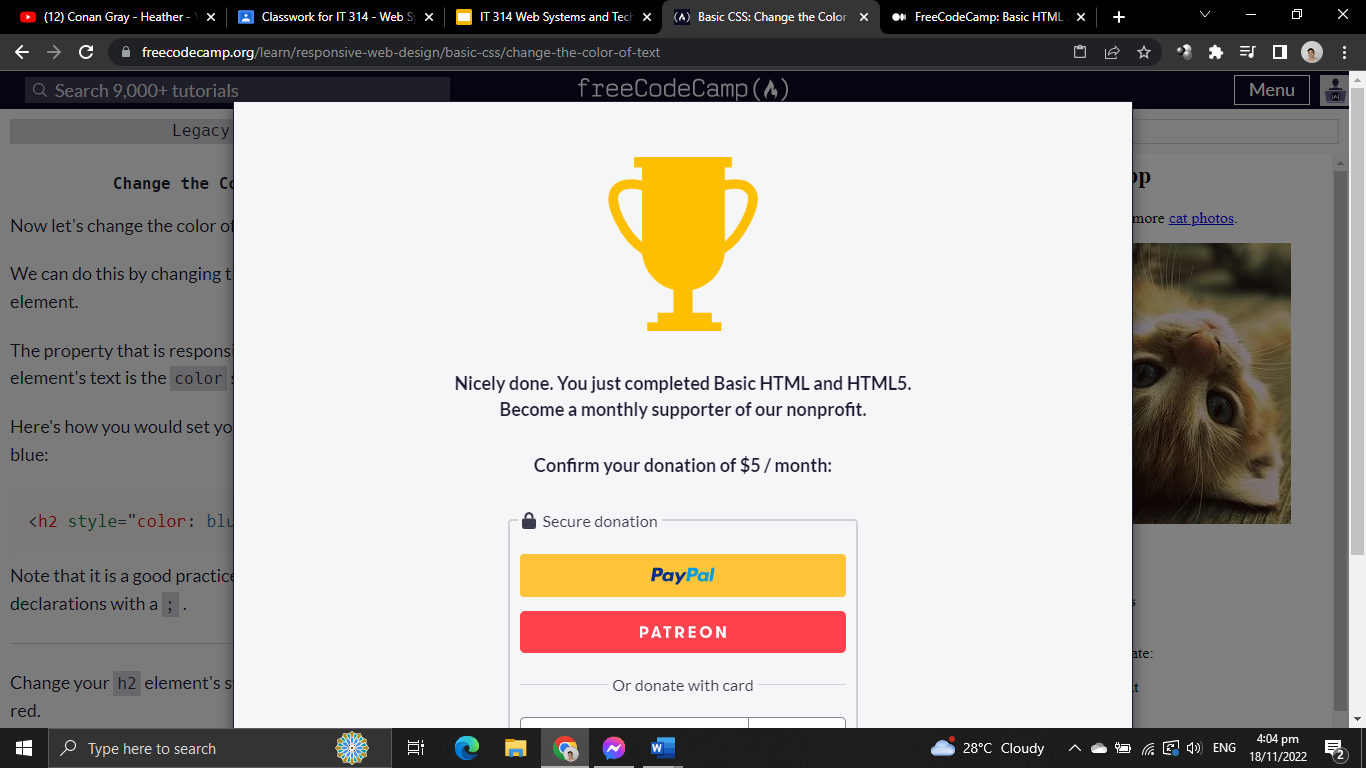 (12) Conan Gray - Heather - Y
Classwork for IT 314 - Web S
IT 314 Web Systems and Tech
Basic CSS: Change the Color
FreeCodeCamp: Basic HTML
freecodecamp.org/learn/responsive-web-design/basic-css/change-the-color-of-text
Search 9,000+ tutorials
freeCodeCamp(🔥)
Menu
Legacy
Change the Co
op
Now let's change the color of
more cat photos.
We can do this by changing t
element.
The property that is responsi
element's text is the color s
Nicely done. You just completed Basic HTML and HTML5.
Become a monthly supporter of our nonprofit.
Here's how you would set yo
blue:
Confirm your donation of $5 / month:
<h2 style="color: blu
Secure donation
PayPal
Note that it is a good practice
declarations with a ; .
s
PATREON
ate:
Or donate with card
Change your h2 element's s
red.
t
Type here to search
28°C Cloudy
ENG
4:04 pm
18/11/2022
2